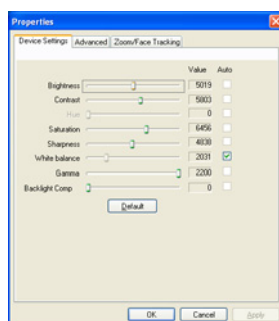 Properties
Device Settings Advanced Zoom/Face Tracking
Value Auto
Brightness 5019
Contrast 5803
Hue 0
Saturation 6456
Sharpness 4838
White balance 2031
Gamma 2200
Backlight Comp 0
Default
OK Cancel Apply